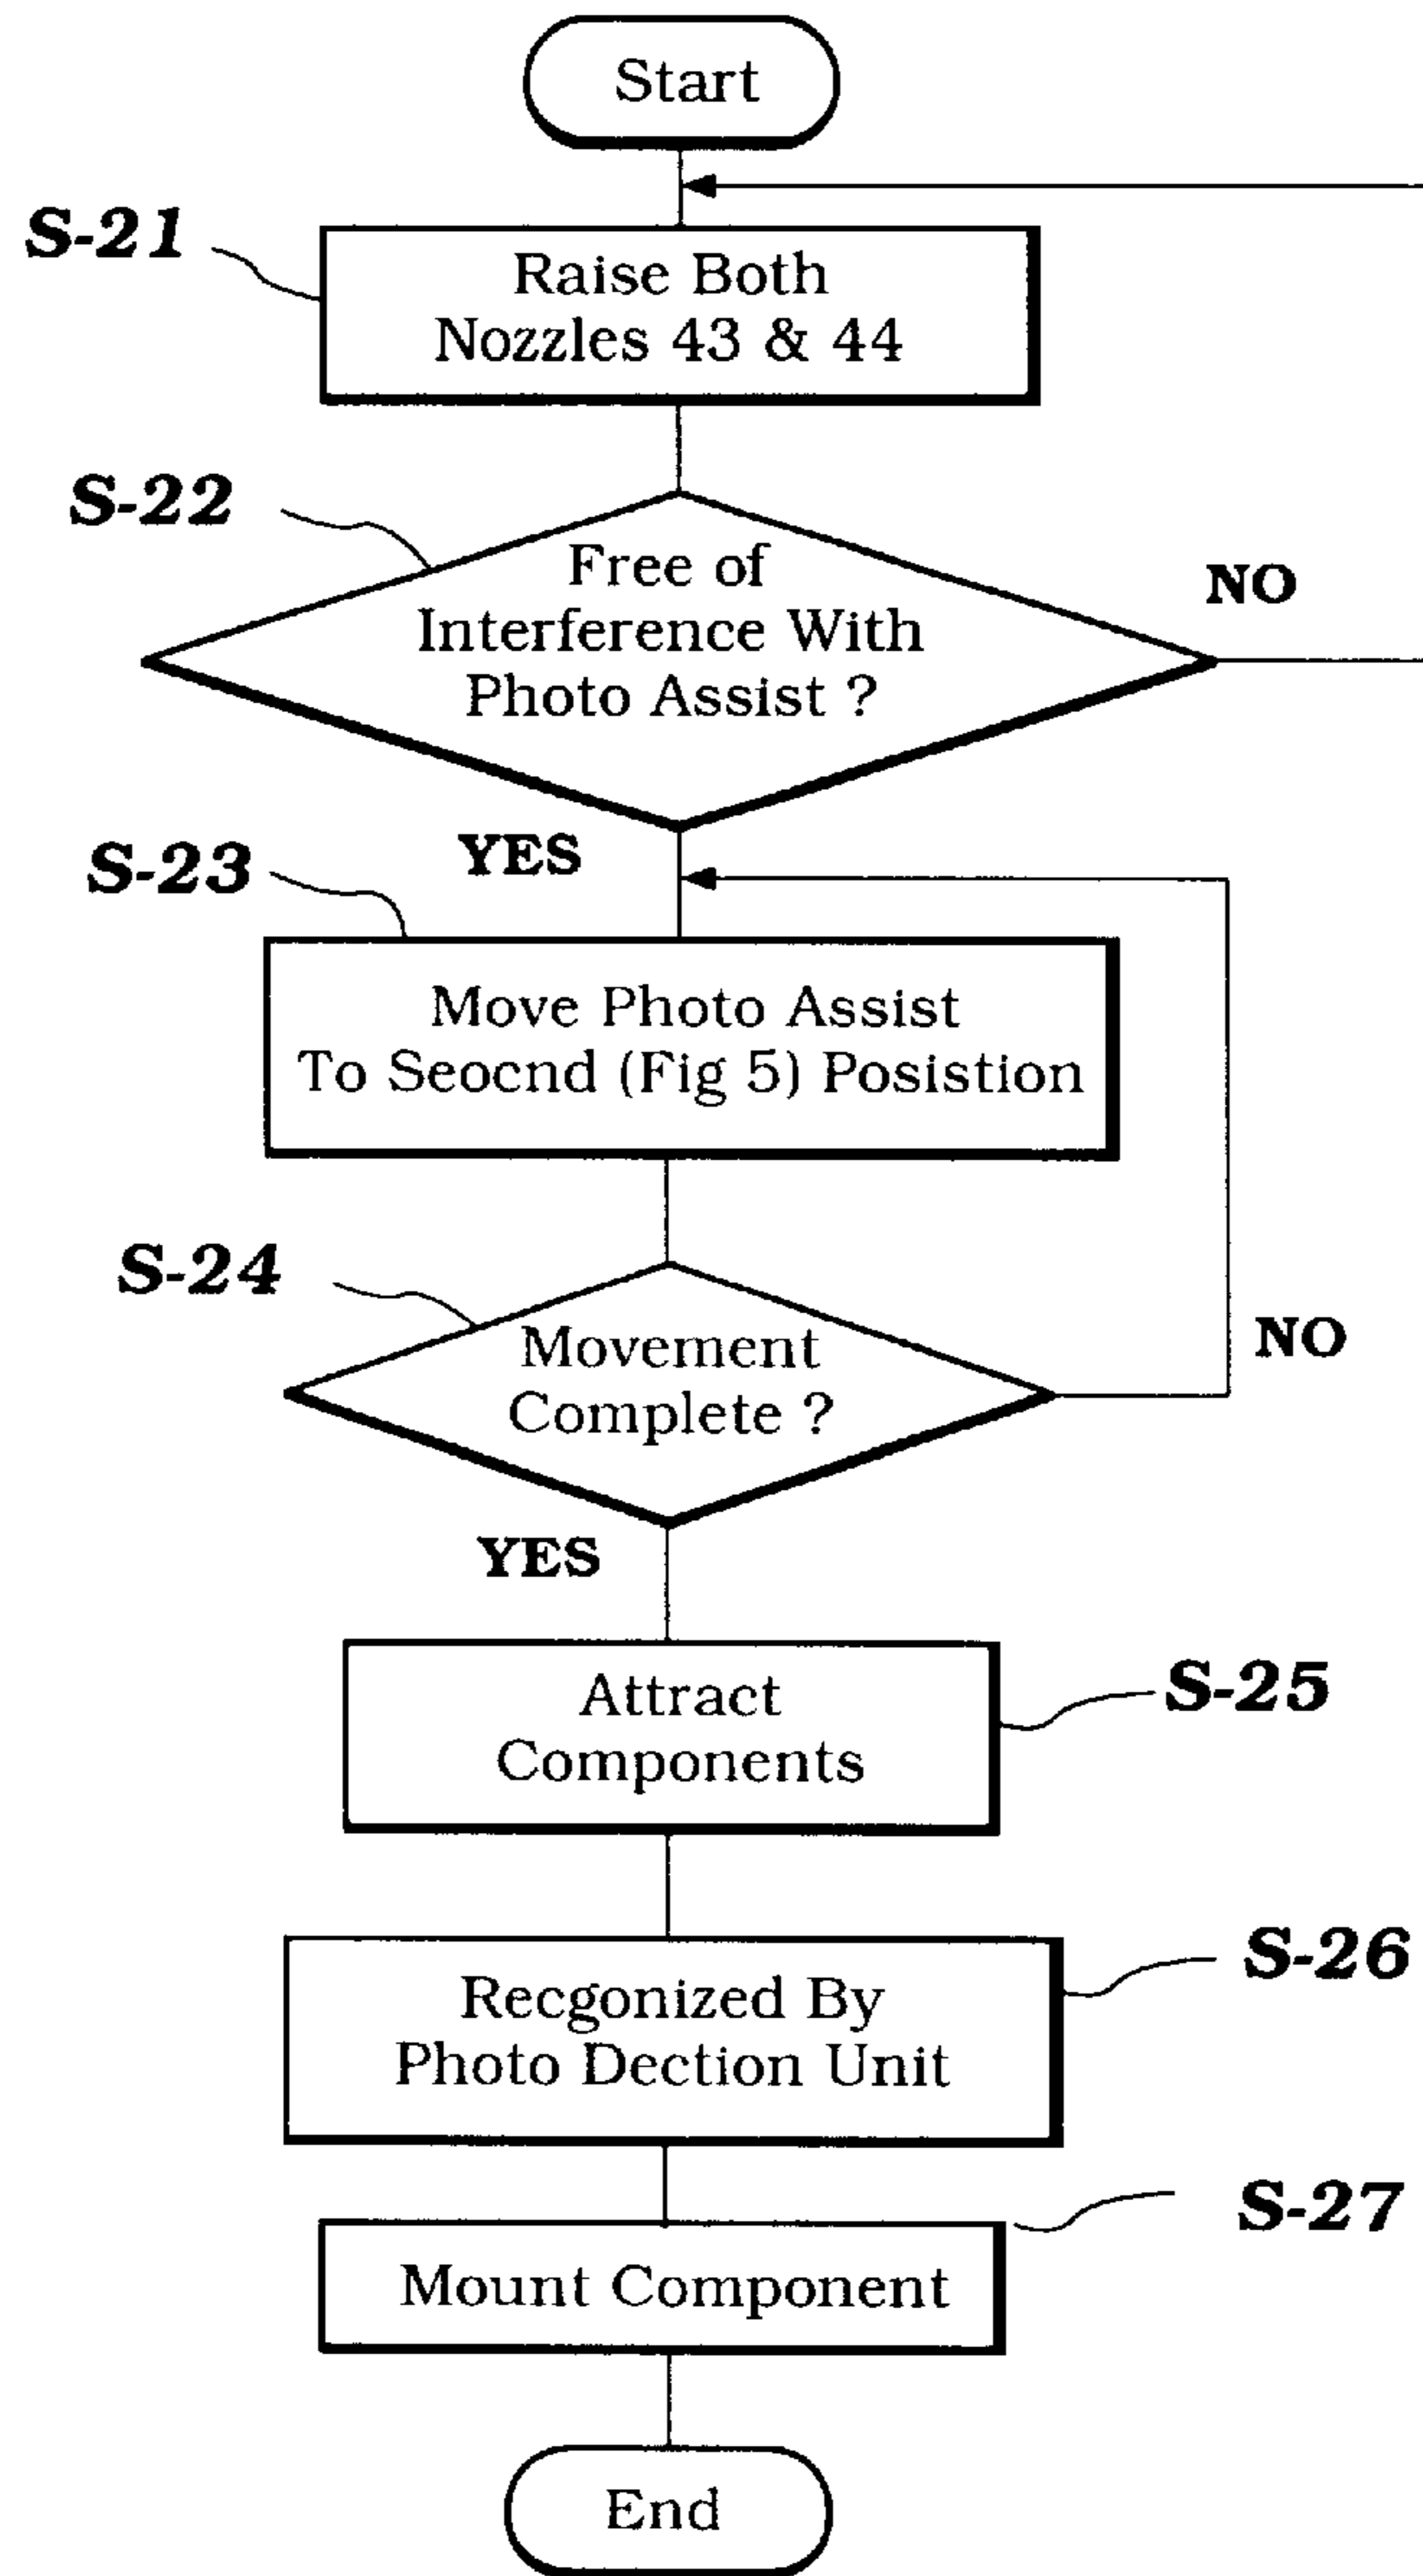 Start
S-21
Raise Both
Nozzles 43 & 44
S-22
Free of
Interference With
Photo Assist ?
NO
YES
S-23
Move Photo Assist
To Seocnd (Fig 5) Posistion
S-24
Movement
Complete ?
NO
YES
Attract
Components
S-25
Recgonized By
Photo Dection Unit
S-26
Mount Component
S-27
End